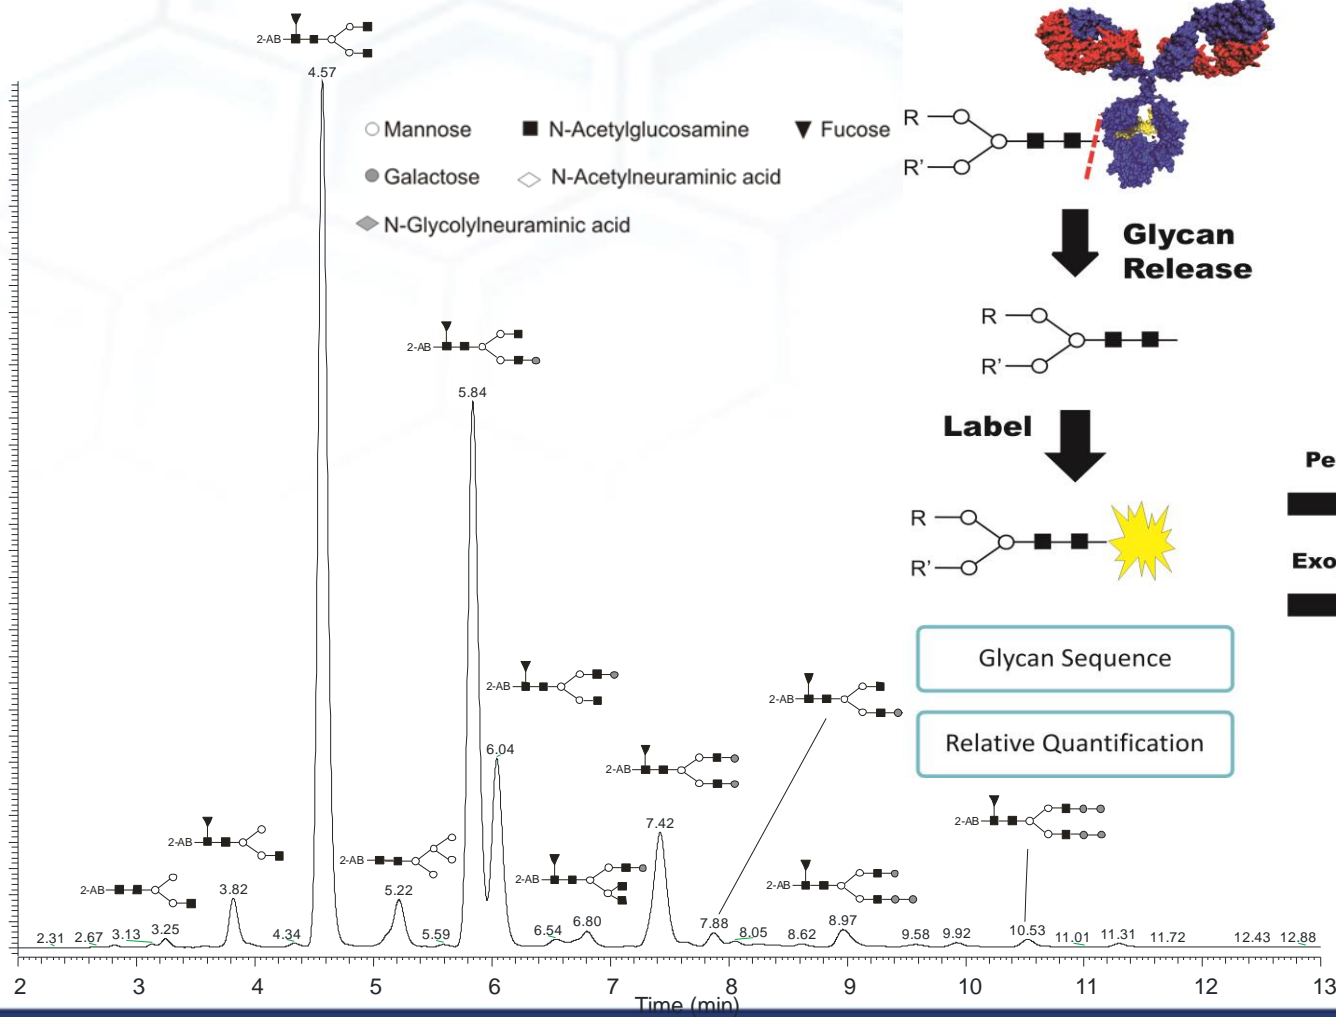 2-AB
4.57
Mannose
N-Acetylglucosamine
Fucose
Galactose
N-Acetylneuraminic acid
N-Glycolylneuraminic acid
2-AB
5.84
2-AB
6.04
2-AB
2-AB
7.42
2-AB
3.82
2-AB
5.22
2-AB
2-AB
2-AB
2-AB
2.31
2.67
3.13
3.25
4.34
5.59
6.54
6.80
7.88
8.05
8.62
8.97
9.58
9.92
10.53
11.01
11.31
11.72
12.43
12.88
2 3 4 5 6 7 8 9 10 11 12 13
Time (min)
R
R'
Glycan
Release
R
R'
Label
R
R'
Pe
Exo
Glycan Sequence
Relative Quantification